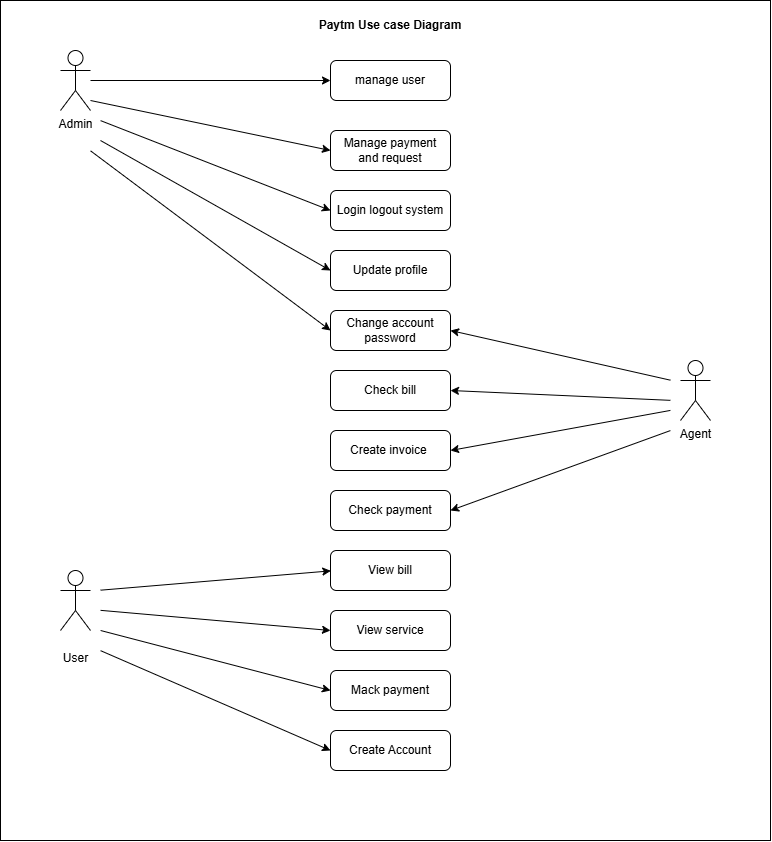 Paytm Use case Diagram
manage user
Admin
Manage payment
and request
Login logout system
Update profile
Change account
password
Check bill
Agent
Create invoice
Check payment
View bill
View service
User
Mack payment
Create Account